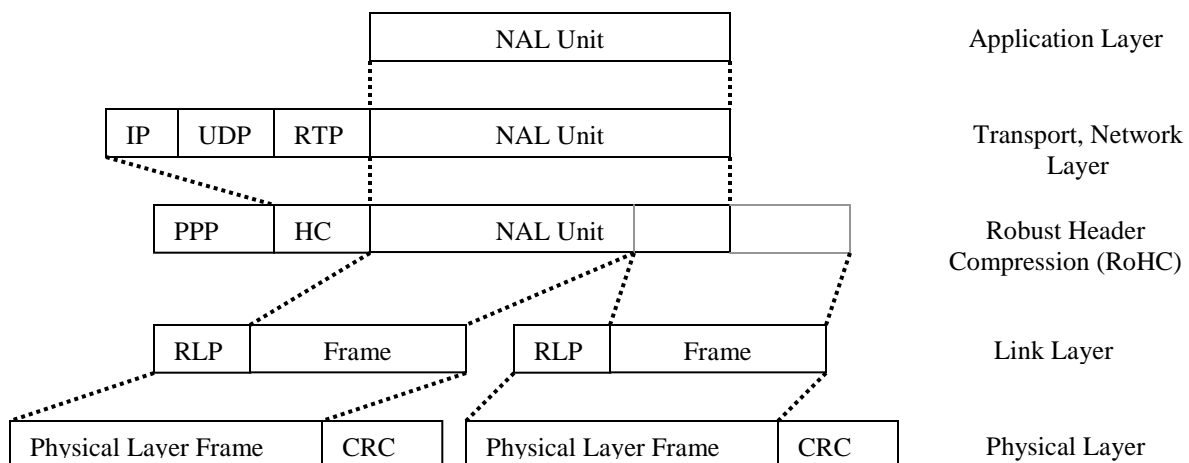 NAL Unit Application Layer
IP UDP RTP NAL Unit Transport, Network
Layer
PPP HC NAL Unit Robust Header
Compression (RoHC)
RLP Frame RLP Frame Link Layer
Physical Layer Frame CRC Physical Layer Frame CRC Physical Layer